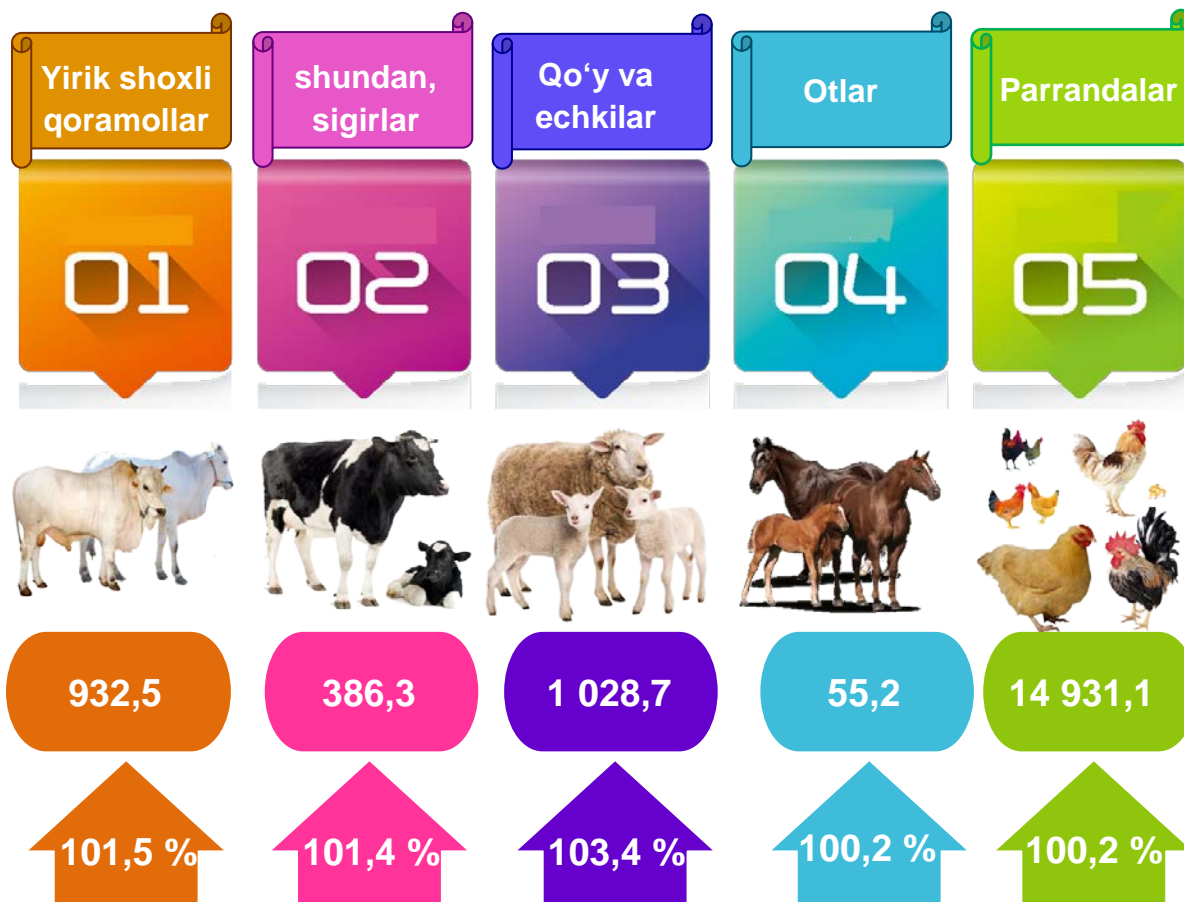 Yirik shoxli
qoramollar
shundan,
sigirlar
Qo‘y va
echkilar
Otlar
Parrandalar
01
02
03
04
05
932,5
386,3
1 028,7
55,2
14 931,1
101,5 %
101,4 %
103,4 %
100,2 %
100,2 %